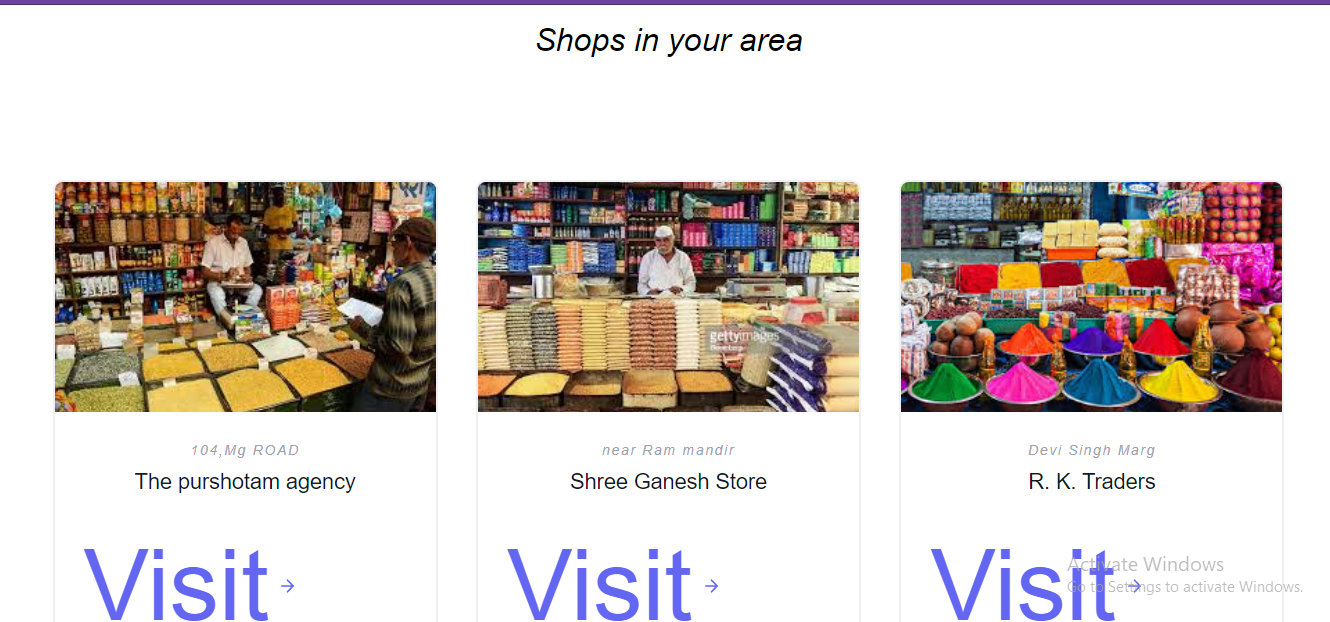 Shops in your area
gettyimages
104,Mg ROAD
The purshotam agency
near Ram mandir
Shree Ganesh Store
Devi Singh Marg
R. K. Traders
Visit →
Visit →
Visit →
Activate Windows
Go to Settings to activate Windows.